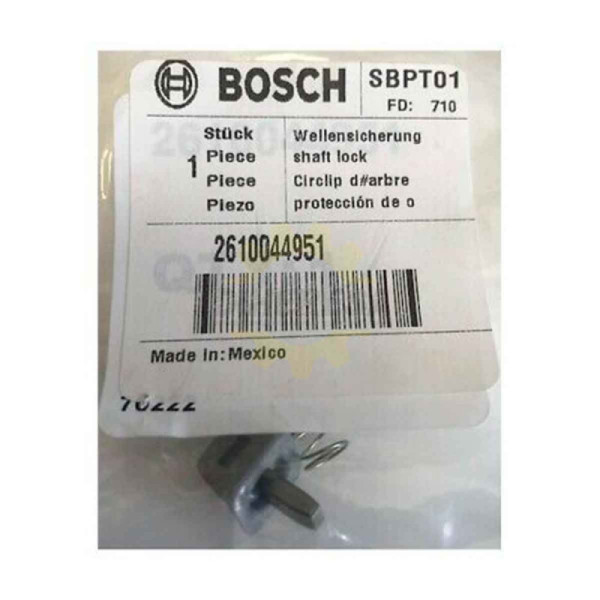 BOSCH SBPT01
FD: 710
Stück Wellensicherung
1 Piece shaft lock
Piece Circlip d#arbre
Piezo protección de o
2610044951
Made in: Mexico
70222